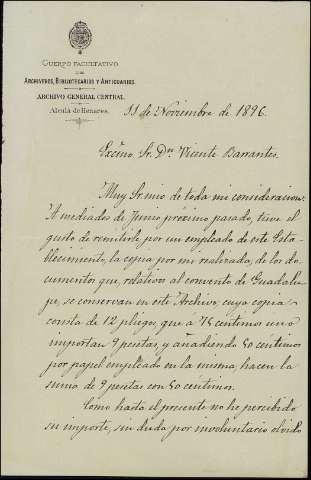 CUERPO FACULTATIVO
DE
ARCHIVEROS, BIBLIOTECARIOS Y ANTICUARIOS.
ARCHIVO GENERAL CENTRAL
Alcalá de Henares.
11 de Noviembre de 1896.
Excmo. Sr. Dn Vicente Barrantes.
Muy Sr. mio de toda mi consideracion:
A mediados de Junio próximo pasado, tuve el
gusto de remitirle por un empleado de este Esta-
blecimiento, la copia por mi realizada, de los do-
cumentos que, relativos al convento de Guadalu-
pe, se conservan en este Archivo, cuya copia
consta de 12 pliegos, que a 75 centimos uno
importan 9 pesetas, y añadiendo 50 céntimos
por papel empleado en la misma, hacen la
suma de 9 pesetas con 50 centimos.
Como hasta el presente no he percibido
su importe, sin duda por involuntario olvido